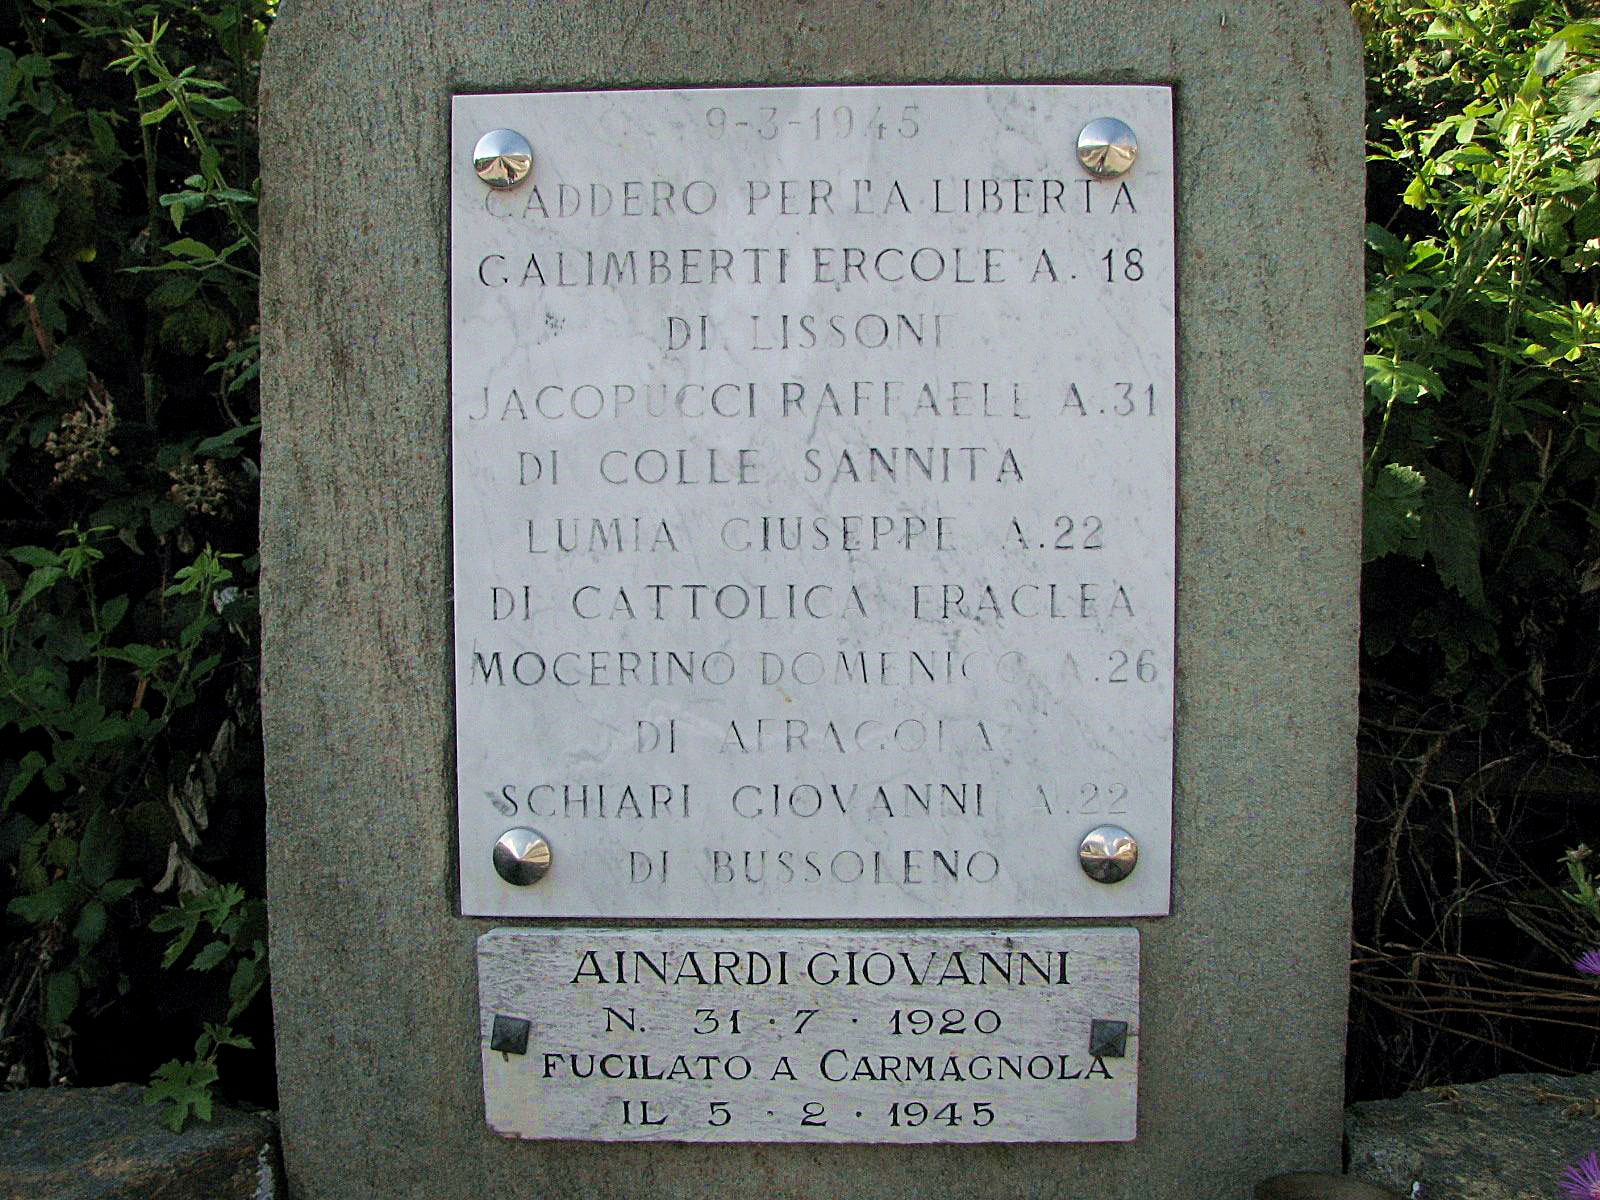 9-3-1945
CADDERO PER L'A LIBERTA
GALIMBERTI ERCOLE A. 18
DI LISSONE
JACOPUCCI RAFFAELE A.31
DI COLLE SANNITA
LUMIA GIUSEPPE A.22
DI CATTOLICA ERACLEA
MOCERINO DOMENICO A.26
DI AFRAGOLA
SCHIARI GIOVANNI A.22
DI BUSSOLENO
AINARDI GIOVANNI
N. 31·7·1920
FUCILATO A CARMAGNOLA
IL 5·2·1945